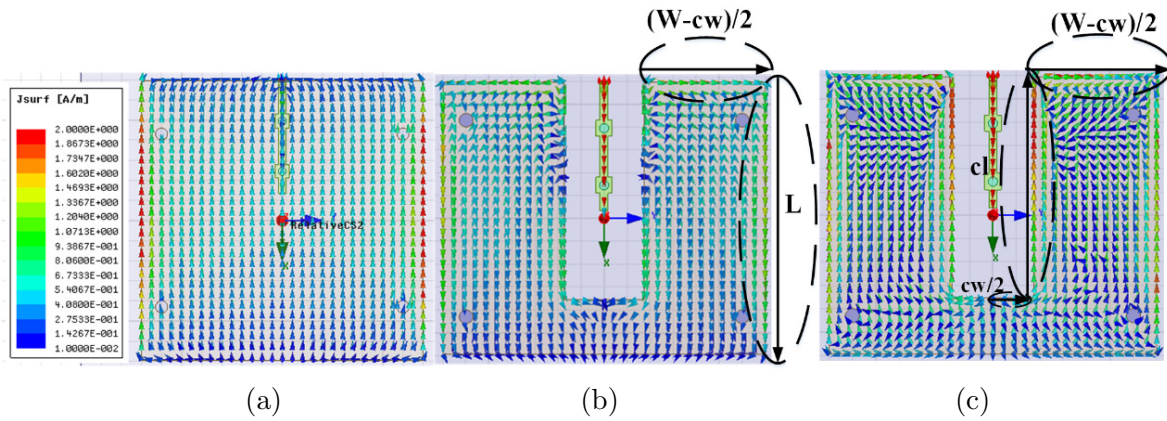 (W-cw)/2
(W-cw)/2
Jsurf [A/m]
2.0000E+000
1.8673E+000
1.7347E+000
1.6020E+000
1.4693E+000
1.3367E+000
1.2040E+000
1.0713E+000
9.3867E-001
8.0600E-001
6.7333E-001
5.4067E-001
4.0800E-001
2.7533E-001
1.4267E-001
1.0000E-002
RelativeCS2
X
Y
X
L
cl
X
cw/2
(a)
(b)
(c)